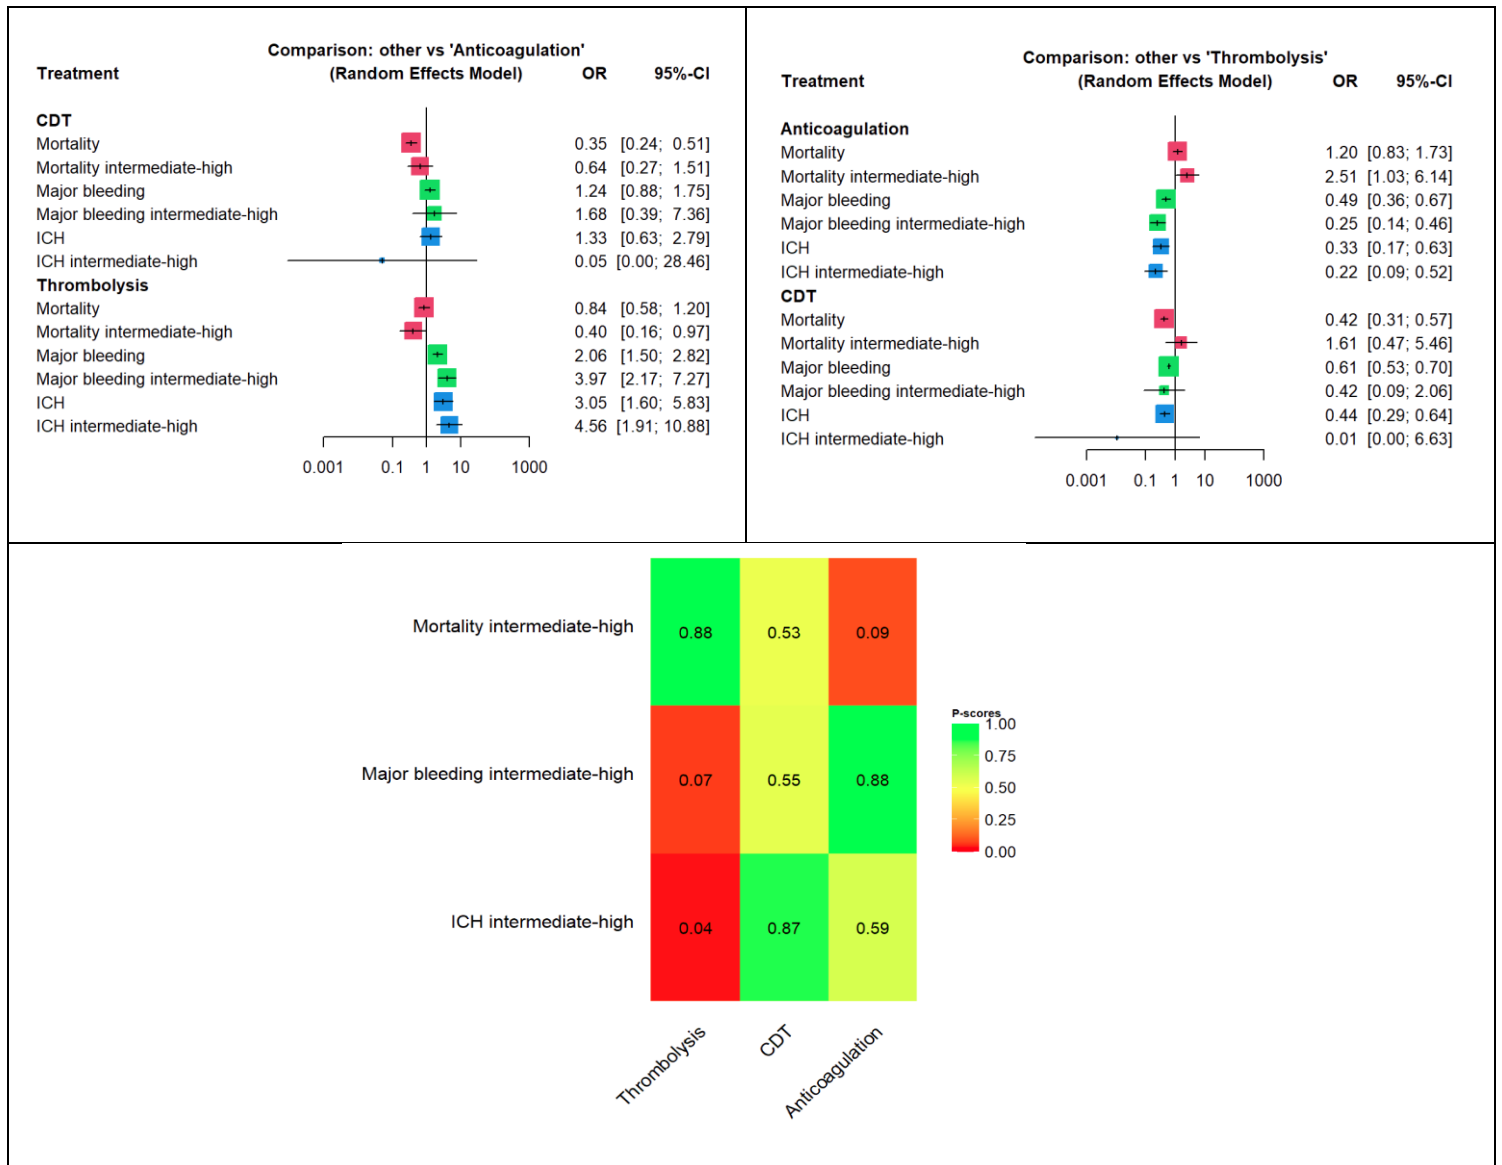 Comparison: other vs 'Anticoagulation'
Treatment (Random Effects Model) OR 95%-CI
CDT
Mortality 0.35 [0.24; 0.51]
Mortality intermediate-high 0.64 [0.27; 1.51]
Major bleeding 1.24 [0.88; 1.75]
Major bleeding intermediate-high 1.68 [0.39; 7.36]
ICH 1.33 [0.63; 2.79]
ICH intermediate-high 0.05 [0.00; 28.46]
Thrombolysis
Mortality 0.84 [0.58; 1.20]
Mortality intermediate-high 0.40 [0.16; 0.97]
Major bleeding 2.06 [1.50; 2.82]
Major bleeding intermediate-high 3.97 [2.17; 7.27]
ICH 3.05 [1.60; 5.83]
ICH intermediate-high 4.56 [1.91; 10.88]
0.001 0.1 1 10 1000
Comparison: other vs 'Thrombolysis'
Treatment (Random Effects Model) OR 95%-CI
Anticoagulation
Mortality 1.20 [0.83; 1.73]
Mortality intermediate-high 2.51 [1.03; 6.14]
Major bleeding 0.49 [0.36; 0.67]
Major bleeding intermediate-high 0.25 [0.14; 0.46]
ICH 0.33 [0.17; 0.63]
ICH intermediate-high 0.22 [0.09; 0.52]
CDT
Mortality 0.42 [0.31; 0.57]
Mortality intermediate-high 1.61 [0.47; 5.46]
Major bleeding 0.61 [0.53; 0.70]
Major bleeding intermediate-high 0.42 [0.09; 2.06]
ICH 0.44 [0.29; 0.64]
ICH intermediate-high 0.01 [0.00; 6.63]
0.001 0.1 1 10 1000
Mortality intermediate-high 0.88 0.53 0.09
Major bleeding intermediate-high 0.07 0.55 0.88
ICH intermediate-high 0.04 0.87 0.59
Thrombolysis CDT Anticoagulation
P-scores
1.00
0.75
0.50
0.25
0.00